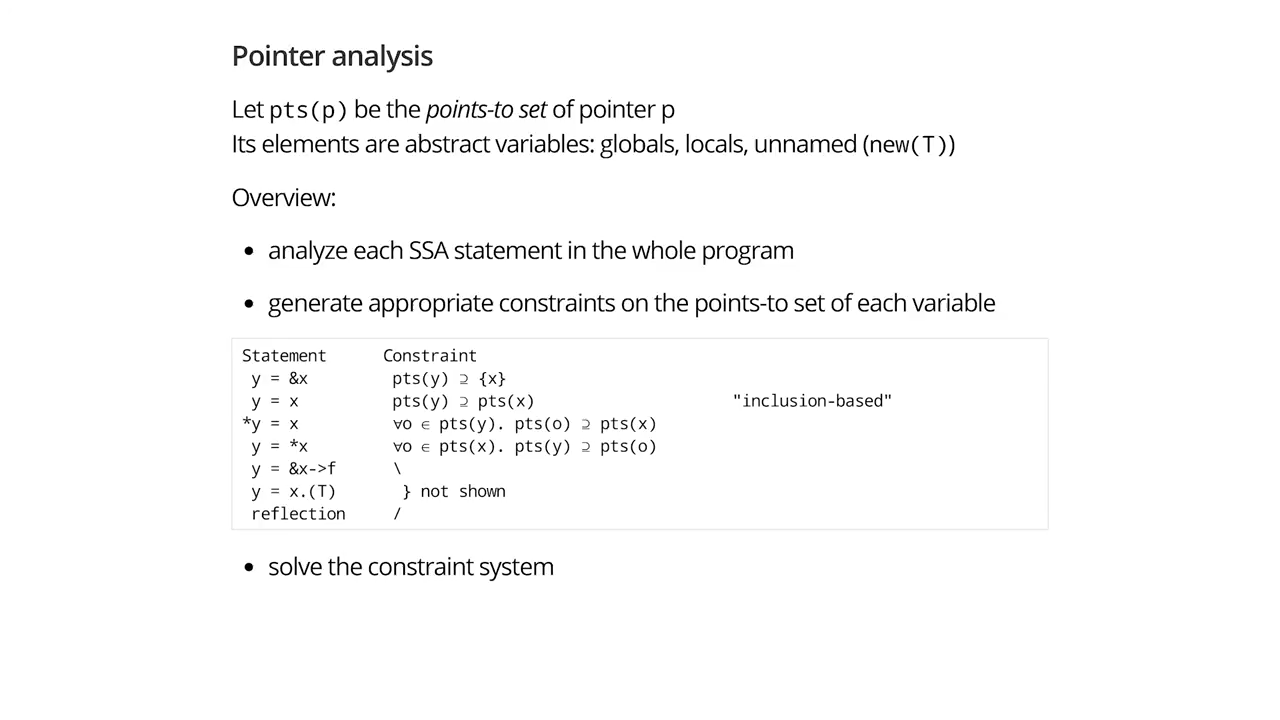 Pointer analysis
Let pts(p) be the points-to set of pointer p
Its elements are abstract variables: globals, locals, unnamed (new(T))
Overview:
• analyze each SSA statement in the whole program
• generate appropriate constraints on the points-to set of each variable
Statement      Constraint
 y = &x         pts(y) ⊇ {x}
 y = x          pts(y) ⊇ pts(x)                     "inclusion-based"
*y = x          ∀o ∈ pts(y). pts(o) ⊇ pts(x)
 y = *x         ∀o ∈ pts(x). pts(y) ⊇ pts(o)
 y = &x->f      \
 y = x.(T)       } not shown
 reflection     /
• solve the constraint system